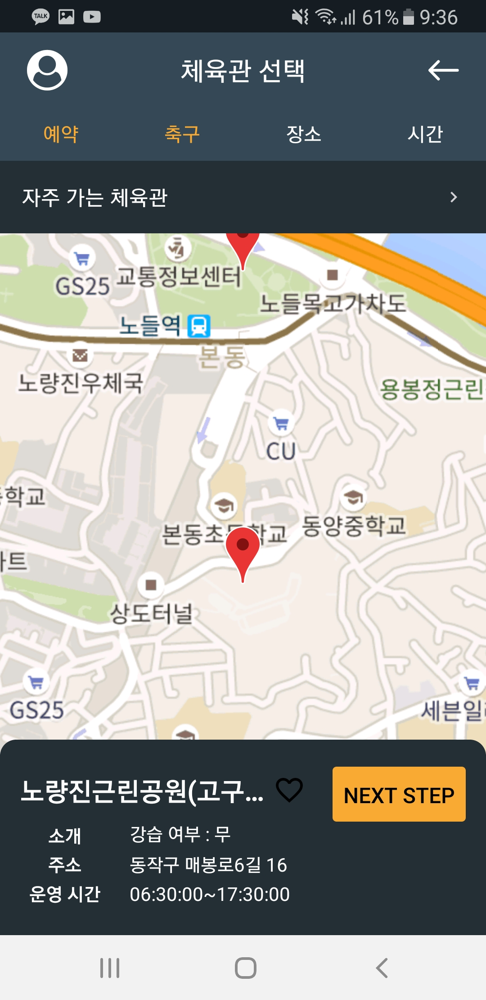 TALK
61% 9:36
체육관 선택
예약 축구 장소 시간
자주 가는 체육관
GS25
교통정보센터
노들목고가차도
노들역
본동
노량진우체국
용봉정근린
CU
학교
본동초등학교
동양중학교
상도터널
GS25
세븐일
노량진근린공원(고구...
NEXT STEP
소개 강습 여부 : 무
주소 동작구 매봉로6길 16
운영 시간 06:30:00~17:30:00